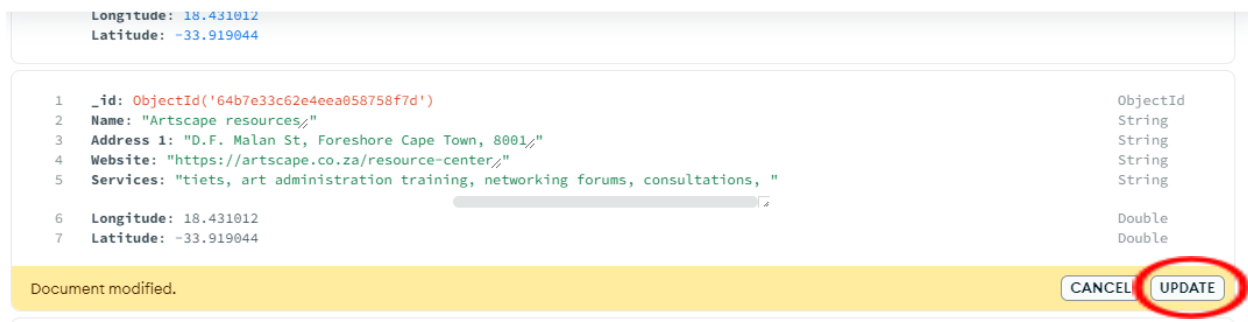 Longitude: 18.431012
Latitude: -33.919044
1 _id: ObjectId('64b7e33c62e4eea058758f7d') ObjectId
2 Name: "Artscape resources" String
3 Address 1: "D.F. Malan St, Foreshore Cape Town, 8001" String
4 Website: "https://artscape.co.za/resource-center" String
5 Services: "tiets, art administration training, networking forums, consultations, " String
6 Longitude: 18.431012 Double
7 Latitude: -33.919044 Double
Document modified. CANCEL UPDATE